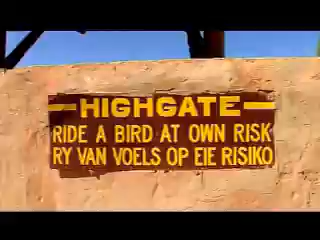 HIGHGATE
RIDE A BIRD AT OWN RISK
RY VAN VOELS OP EIE RISIKO